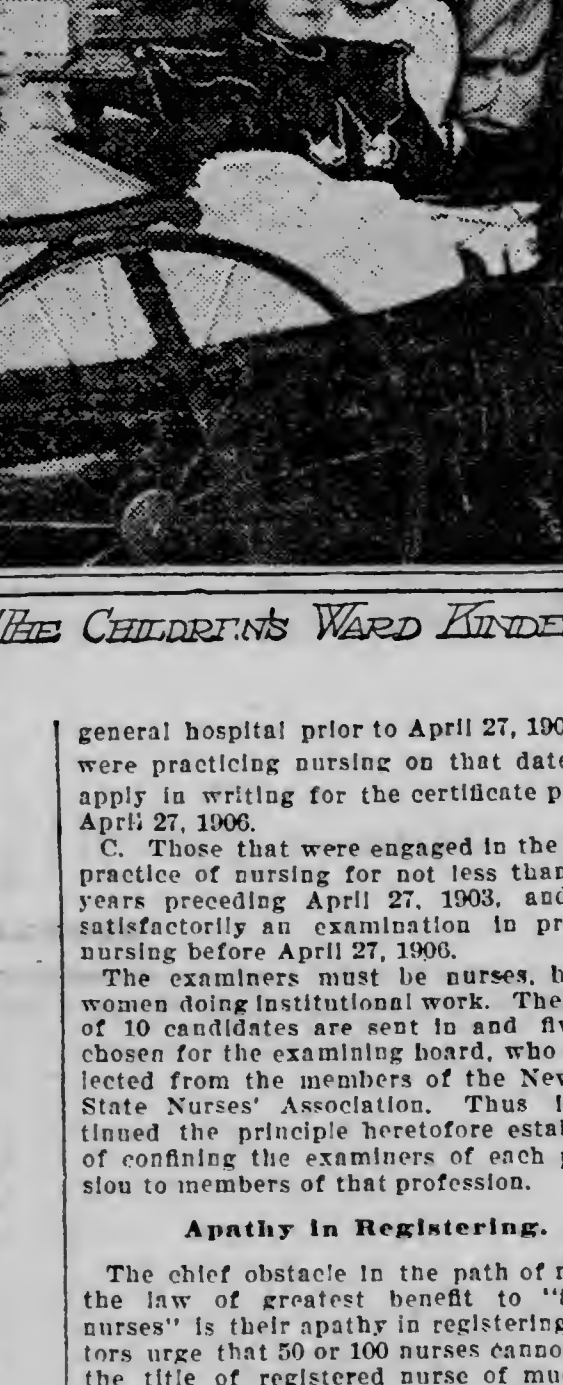 THE CHILDREN'S WARD KINDE
general hospital prior to April 27, 190
were practicing nursing on that date
apply in writing for the certificate p
April 27, 1906.
C. Those that were engaged in the
practice of nursing for not less than
years preceding April 27, 1903, and
satisfactorily an examination in pr
nursing before April 27, 1906.
The examiners must be nurses, b
women doing institutional work. The
of 10 candidates are sent in and fiv
chosen for the examining board, who
lected from the members of the New
State Nurses' Association. Thus i
tinued the principle heretofore estal
of confining the examiners of each p
sion to members of that profession.
Apathy in Registering.
The chief obstacle in the path of r
the law of greatest benefit to "t
nurses" is their apathy in registering
tors urge that 50 or 100 nurses canno
the title of registered nurse of mu